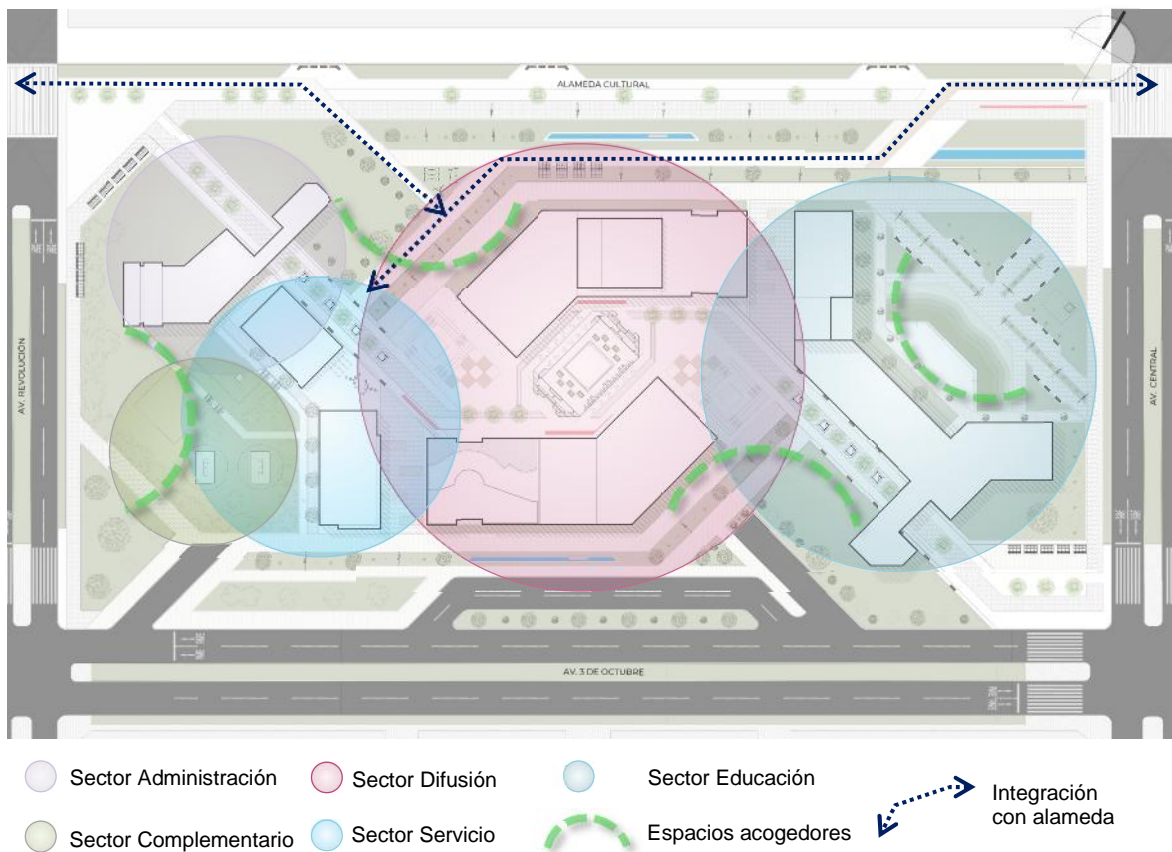 ALAMEDA CULTURAL
AV. REVOLUCIÓN
AV. CENTRAL
AV. 3 DE OCTUBRE
Sector Administración
Sector Difusión
Sector Educación
Integración
con alameda
Sector Complementario
Sector Servicio
Espacios acogedores